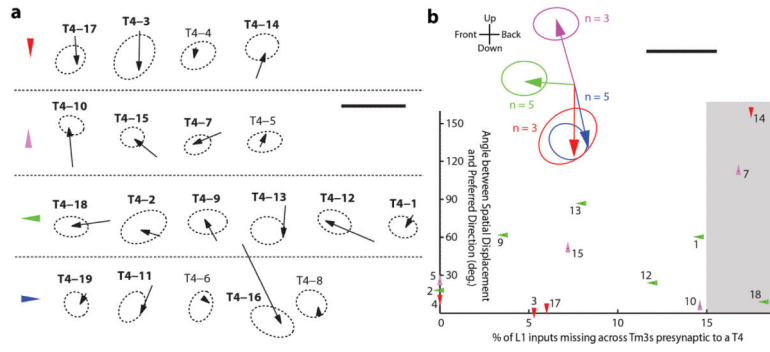 a
T4–17 T4–3 T4–4 T4–14
T4–10 T4–15 T4–7 T4–5
T4–18 T4–2 T4–9 T4–13 T4–12 T4–1
T4–19 T4–11 T4–6 T4–16 T4–8
b
Up
Front Back
Down
n = 3
n = 5
n = 5
n = 3
Angle between Spatial Displacement
and Preferred Direction (deg.)
150
120
90
60
30
14
7
13
9
15
1
5
2
4
12
3 17
10 18
0 5 10 15
% of L1 inputs missing across Tm3s presynaptic to a T4